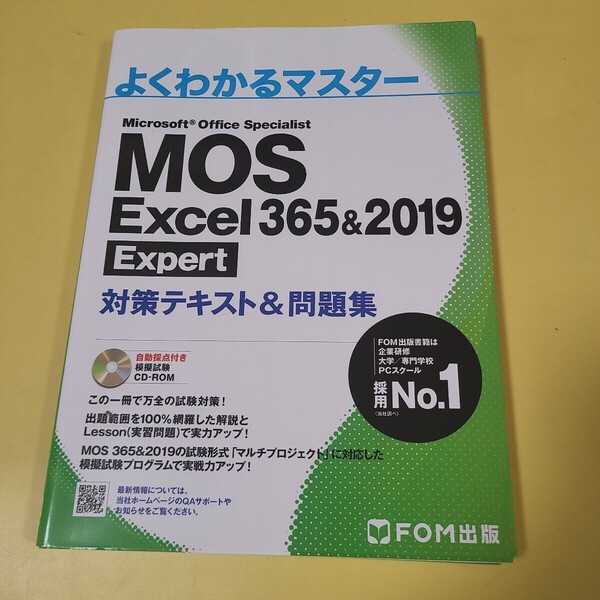 よくわかるマスター
Microsoft® Office Specialist
MOS
Excel 365&2019
Expert
対策テキスト&問題集
自動採点付き
模擬試験
CD-ROM
FOM出版書籍は
企業研修
大学/専門学校
PCスクール
採用No.1
(当社調べ)
この一冊で万全の試験対策!
出題範囲を100%網羅した解説と
Lesson(実習問題)で実力アップ!
MOS 365&2019の試験形式「マルチプロジェクト」に対応した
模擬試験プログラムで実戦力アップ!
最新情報については、
当社ホームページのQAサポートや
お知らせをご覧ください。
FOM出版